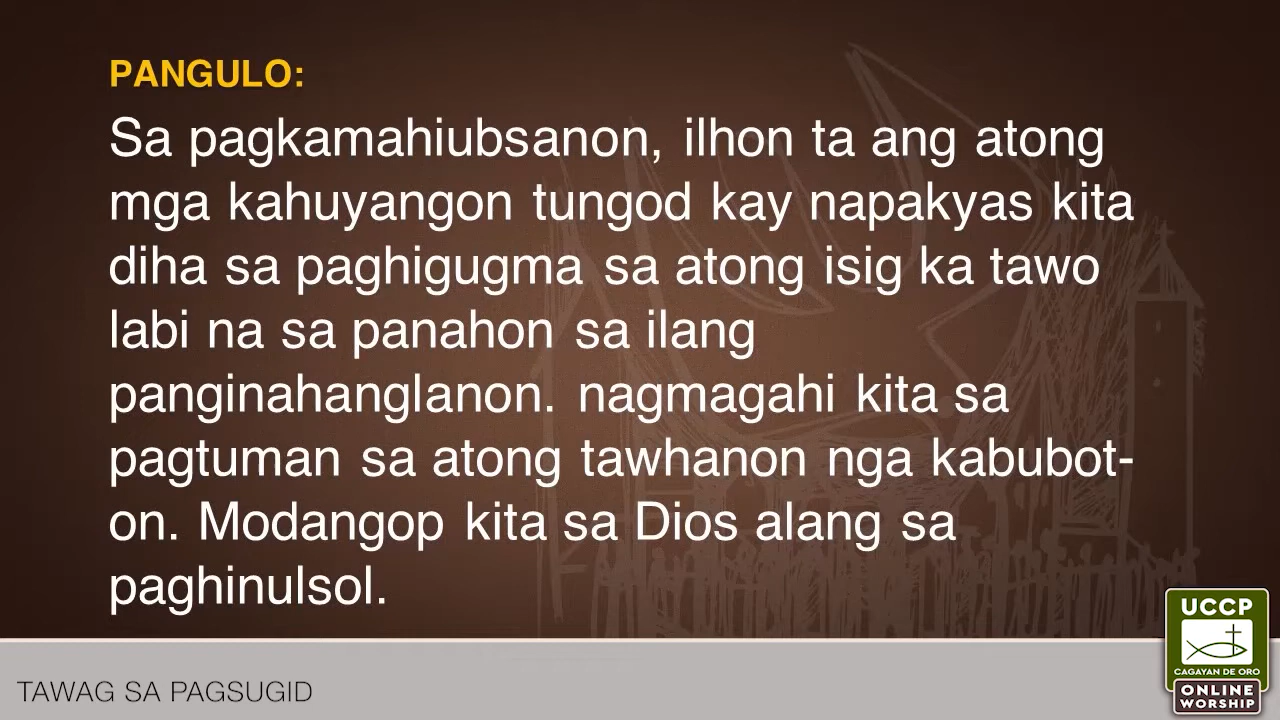 PANGULO:
Sa pagkamahiubsanon, ilhon ta ang atong
mga kahuyangon tungod kay napakyas kita
diha sa paghigugma sa atong isig ka tawo
labi na sa panahon sa ilang
panginahanglanon. nagmagahi kita sa
pagtuman sa atong tawhanon nga kabubot-
on. Modangop kita sa Dios alang sa
paghinulsol.
TAWAG SA PAGSUGID
UCCP
CAGAYAN DE ORO
ONLINE
WORSHIP